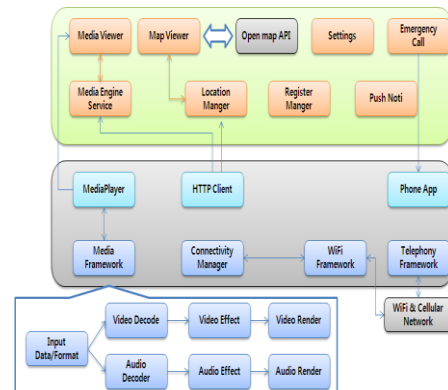 Media Viewer
Map Viewer
Open map API
Settings
Emergency
Call
Media Engine
Service
Location
Manger
Register
Manger
Push Noti
MediaPlayer
HTTP Client
Phone App
Media
Framework
Connectivity
Manager
WiFi
Framework
Telephony
Framework
WiFi & Cellular
Network
Input
Data/Format
Video Decode
Video Effect
Video Render
Audio
Decoder
Audio Effect
Audio Render